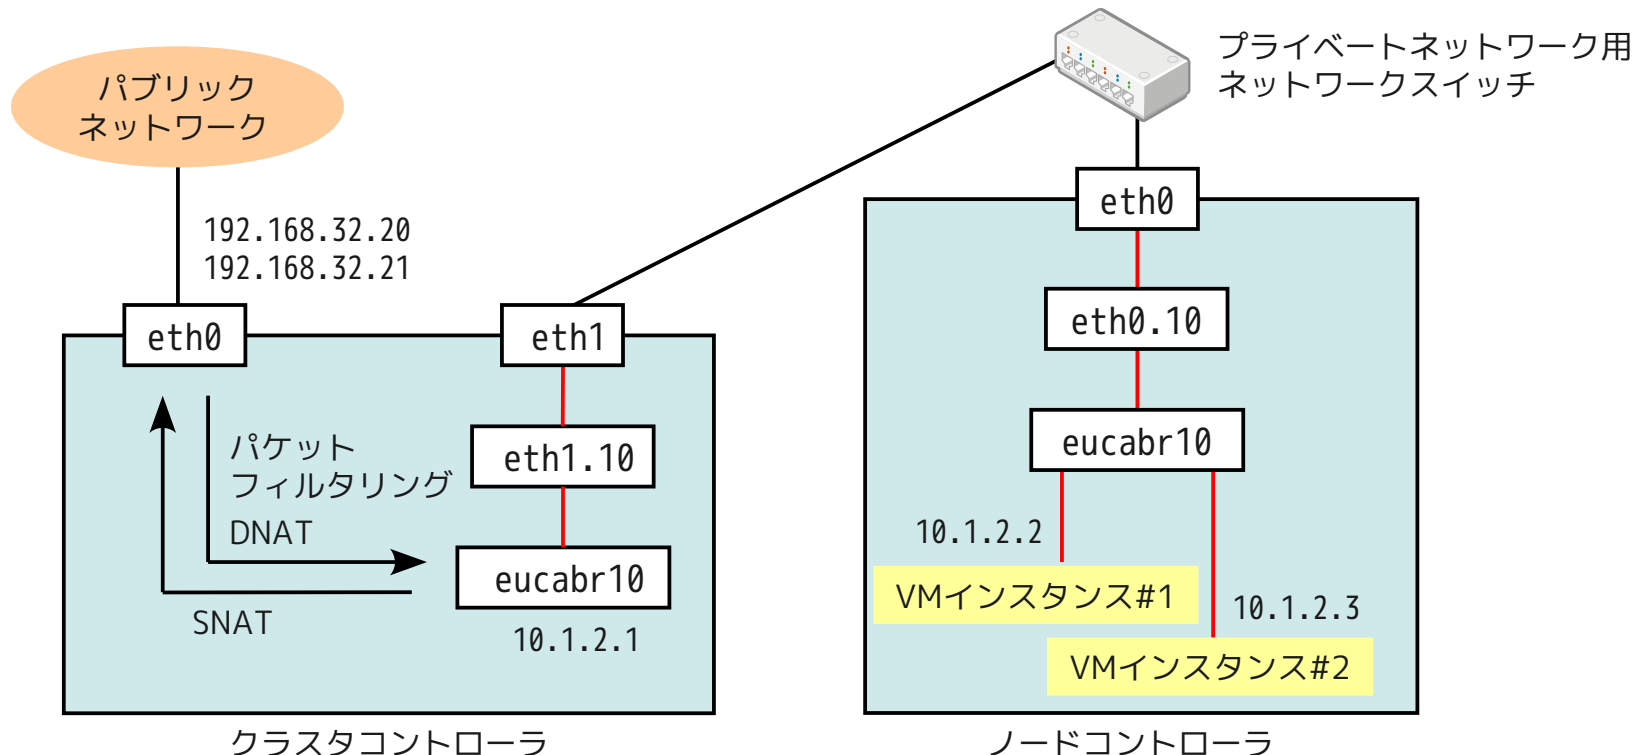 パブリック
ネットワーク
192.168.32.20
192.168.32.21
eth0
eth1
パケット
フィルタリング
DNAT
SNAT
eth1.10
eucabr10
10.1.2.1
クラスタコントローラ
プライベートネットワーク用
ネットワークスイッチ
eth0
eth0.10
eucabr10
10.1.2.2
VMインスタンス#1
10.1.2.3
VMインスタンス#2
ノードコントローラ